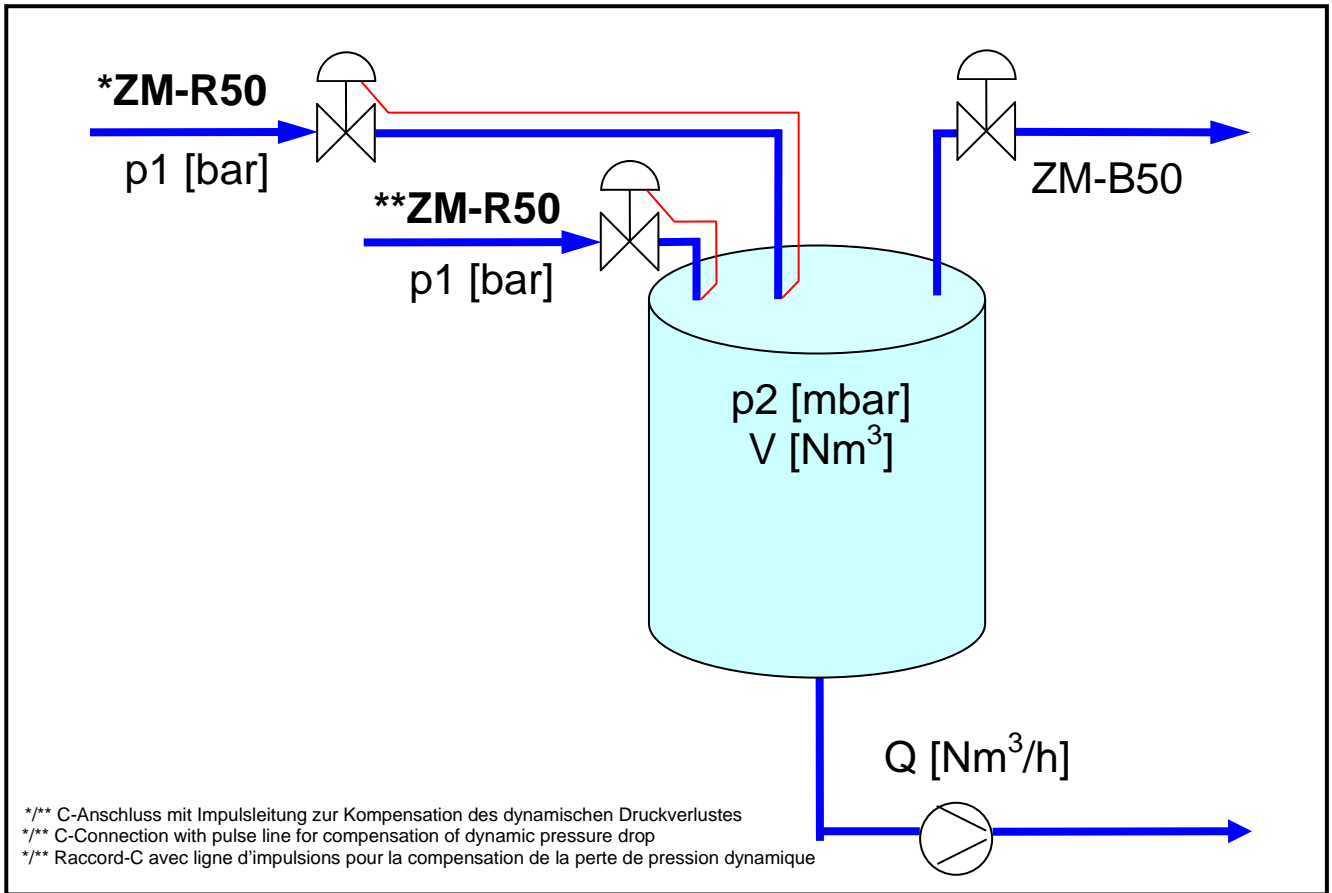 *ZM-R50
p1 [bar]
**ZM-R50
p1 [bar]
ZM-B50
p2 [mbar]
V [Nm³]
Q [Nm³/h]
*/** C-Anschluss mit Impulsleitung zur Kompensation des dynamischen Druckverlustes
*/** C-Connection with pulse line for compensation of dynamic pressure drop
*/** Raccord-C avec ligne d'impulsions pour la compensation de la perte de pression dynamique